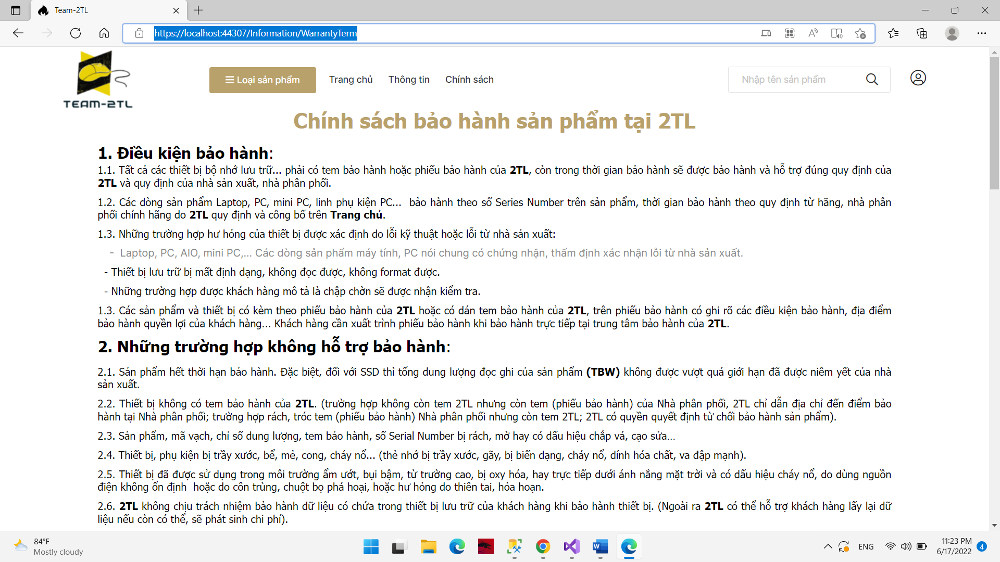 Team-2TL
https://localhost:44307/Information/WarrantyTerm
TEAM-2TL
Loại sản phẩm
Trang chủ
Thông tin
Chính sách
Nhập tên sản phẩm
Chính sách bảo hành sản phẩm tại 2TL
1. Điều kiện bảo hành:
1.1. Tất cả các thiết bị bộ nhớ lưu trữ... phải có tem bảo hành hoặc phiếu bảo hành của 2TL, còn trong thời gian bảo hành sẽ được bảo hành và hỗ trợ đúng quy định của
2TL và quy định của nhà sản xuất, nhà phân phối.
1.2. Các dòng sản phẩm Laptop, PC, mini PC, linh phụ kiện PC...  bảo hành theo số Series Number trên sản phẩm, thời gian bảo hành theo quy định từ hãng, nhà phân
phối chính hãng do 2TL quy định và công bố trên Trang chủ.
1.3. Những trường hợp hư hỏng của thiết bị được xác định do lỗi kỹ thuật hoặc lỗi từ nhà sản xuất:
- Laptop, PC, AIO, mini PC,... Các dòng sản phẩm máy tính, PC nói chung có chứng nhận, thẩm định xác nhận lỗi từ nhà sản xuất.
- Thiết bị lưu trữ bị mất định dạng, không đọc được, không format được.
- Những trường hợp được khách hàng mô tả là chập chờn sẽ được nhận kiểm tra.
1.3. Các sản phẩm và thiết bị có kèm theo phiếu bảo hành của 2TL hoặc có dán tem bảo hành của 2TL, trên phiếu bảo hành có ghi rõ các điều kiện bảo hành, địa điểm
bảo hành quyền lợi của khách hàng... Khách hàng cần xuất trình phiếu bảo hành khi bảo hành trực tiếp tại trung tâm bảo hành của 2TL.
2. Những trường hợp không hỗ trợ bảo hành:
2.1. Sản phẩm hết thời hạn bảo hành. Đặc biệt, đối với SSD thì tổng dung lượng đọc ghi của sản phẩm (TBW) không được vượt quá giới hạn đã được niêm yết của nhà
sản xuất.
2.2. Thiết bị không có tem bảo hành của 2TL. (trường hợp không còn tem 2TL nhưng còn tem (phiếu bảo hành) của Nhà phân phối, 2TL chỉ dẫn địa chỉ đến điểm bảo
hành tại Nhà phân phối; trường hợp rách, tróc tem (phiếu bảo hành) Nhà phân phối nhưng còn tem 2TL; 2TL có quyền quyết định từ chối bảo hành sản phẩm).
2.3. Sản phẩm, mã vạch, chỉ số dung lượng, tem bảo hành, số Serial Number bị rách, mờ hay có dấu hiệu chắp vá, cạo sửa...
2.4. Thiết bị, phụ kiện bị trầy xước, bể, mẻ, cong, cháy nổ... (thẻ nhớ bị trầy xước, gãy, bị biến dạng, cháy nổ, dính hóa chất, va đập mạnh).
2.5. Thiết bị đã được sử dụng trong môi trường ẩm ướt, bụi bậm, từ trường cao, bị oxy hóa, hay trực tiếp dưới ánh nắng mặt trời và có dấu hiệu cháy nổ, do dùng nguồn
điện không ổn định  hoặc do côn trùng, chuột bọ phá hoại, hoặc hư hỏng do thiên tai, hỏa hoạn.
2.6. 2TL không chịu trách nhiệm bảo hành dữ liệu có chứa trong thiết bị lưu trữ của khách hàng khi bảo hành thiết bị. (Ngoài ra 2TL có thể hỗ trợ khách hàng lấy lại dữ
liệu nếu còn có thể, sẽ phát sinh chi phí).
84°F
Mostly cloudy
ENG
11:23 PM
6/17/2022
4